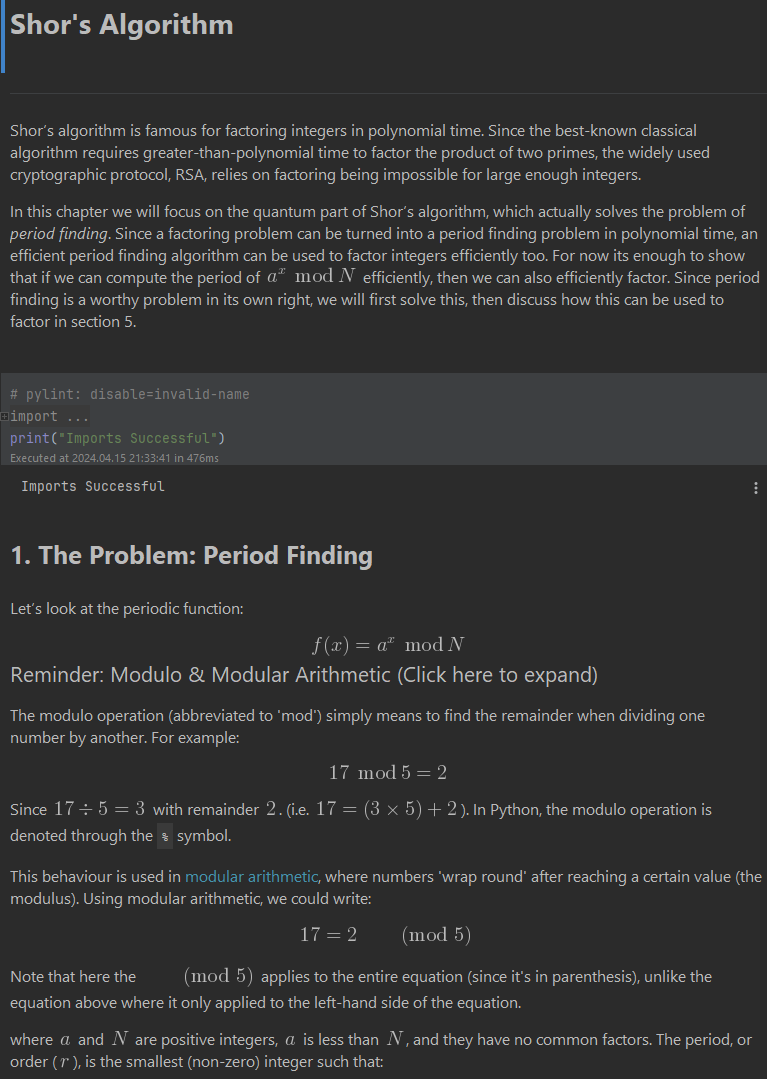 Shor's Algorithm
Shor's algorithm is famous for factoring integers in polynomial time. Since the best-known classical
algorithm requires greater-than-polynomial time to factor the product of two primes, the widely used
cryptographic protocol, RSA, relies on factoring being impossible for large enough integers.
In this chapter we will focus on the quantum part of Shor's algorithm, which actually solves the problem of
period finding. Since a factoring problem can be turned into a period finding problem in polynomial time, an
efficient period finding algorithm can be used to factor integers efficiently too. For now its enough to show
that if we can compute the period of a^x mod N efficiently, then we can also efficiently factor. Since period
finding is a worthy problem in its own right, we will first solve this, then discuss how this can be used to
factor in section 5.
# pylint: disable=invalid-name
import ...
print("Imports Successful")
Executed at 2024.04.15 21:33:41 in 476ms
Imports Successful
1. The Problem: Period Finding
Let's look at the periodic function:
f(x) = a^x mod N
Reminder: Modulo & Modular Arithmetic (Click here to expand)
The modulo operation (abbreviated to 'mod') simply means to find the remainder when dividing one
number by another. For example:
17 mod 5 = 2
Since 17 ÷ 5 = 3 with remainder 2. (i.e. 17 = (3 × 5) + 2). In Python, the modulo operation is
denoted through the % symbol.
This behaviour is used in modular arithmetic, where numbers 'wrap round' after reaching a certain value (the
modulus). Using modular arithmetic, we could write:
17 = 2 (mod 5)
Note that here the (mod 5) applies to the entire equation (since it's in parenthesis), unlike the
equation above where it only applied to the left-hand side of the equation.
where a and N are positive integers, a is less than N, and they have no common factors. The period, or
order (r), is the smallest (non-zero) integer such that: